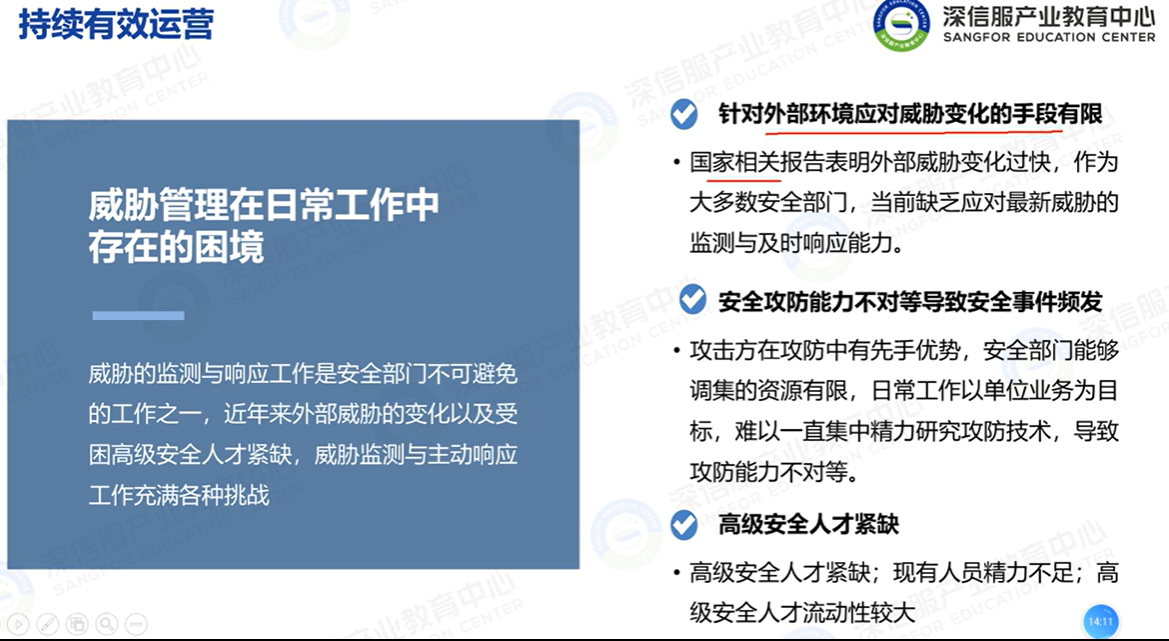 持续有效运营
深信服产业教育中心
SANGFOR EDUCATION CENTER
威胁管理在日常工作中
存在的困境
威胁的监测与响应工作是安全部门不可避免
的工作之一，近年来外部威胁的变化以及受
困高级安全人才紧缺，威胁监测与主动响应
工作充满各种挑战
针对外部环境应对威胁变化的手段有限
• 国家相关报告表明外部威胁变化过快，作为
大多数安全部门，当前缺乏应对最新威胁的
监测与及时响应能力。
安全攻防能力不对等导致安全事件频发
• 攻击方在攻防中有先手优势，安全部门能够
调集的资源有限，日常工作以单位业务为目
标，难以一直集中精力研究攻防技术，导致
攻防能力不对等。
高级安全人才紧缺
• 高级安全人才紧缺；现有人员精力不足；高
级安全人才流动性较大
14:11